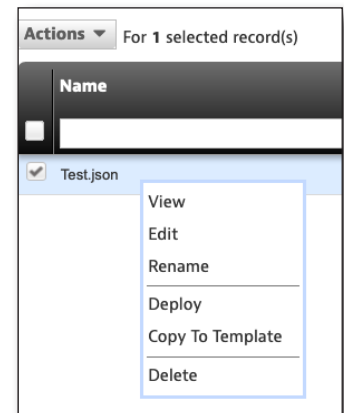 Actions For 1 selected record(s)
Name
Test.json
View
Edit
Rename
Deploy
Copy To Template
Delete